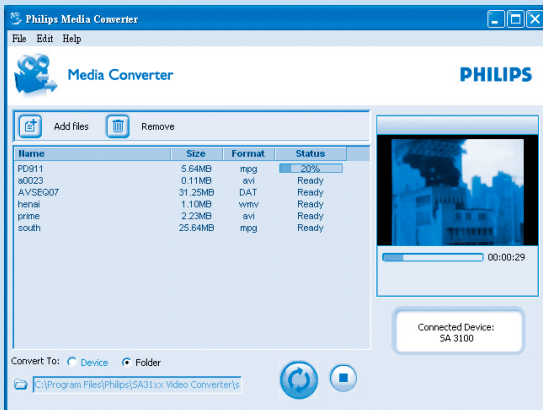 Philips Media Converter
File Edit Help
Media Converter
PHILIPS
Add files Remove
Name Size Format Status
PD911 5.64MB mpg 20%
a0023 0.11MB avi Ready
AVSEQ07 31.25MB DAT Ready
henai 1.10MB wmv Ready
prime 2.23MB avi Ready
south 25.64MB mpg Ready
00:00:29
Connected Device:
SA 3100
Convert To: Device Folder
C:\Program Files\Philips\SA31xx Video Converter\s